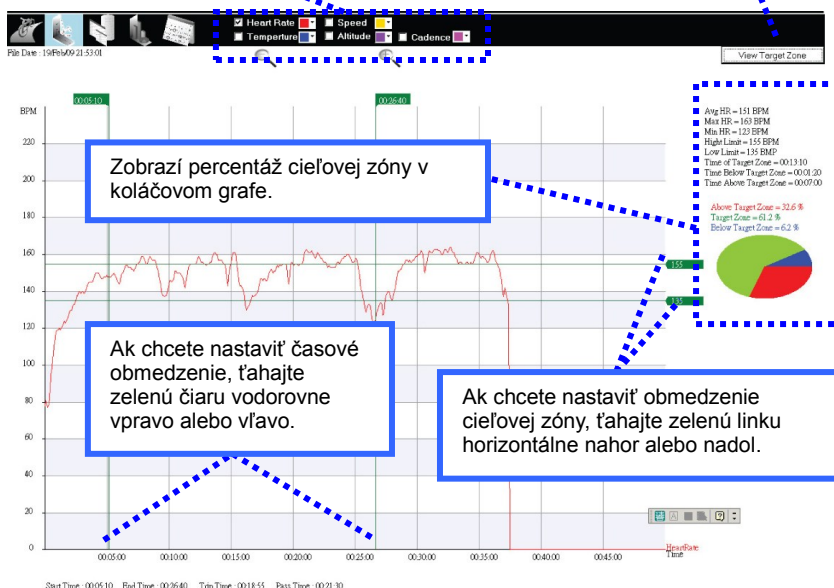 Heart Rate Speed
Temperture Altitude Cadence
File Date : 19/Feb/09 21:53:01
View Target Zone
00:05:10 00:26:40
BPM
220
200
180
160
140
120
100
80
60
40
20
0
Zobrazí percentáž cieľovej zóny v
koláčovom grafe.
Avg HR = 151 BPM
Max HR = 163 BPM
Min HR = 123 BPM
Hight Limit = 155 BPM
Low Limit = 135 BMP
Time of Target Zone = 00:13:10
Time Below Target Zone = 00:01:20
Time Above Target Zone = 00:07:00
Above Target Zone = 32.6 %
Target Zone = 61.2 %
Below Target Zone = 6.2 %
155
135
Ak chcete nastaviť časové
obmedzenie, ťahajte
zelenú čiaru vodorovne
vpravo alebo vľavo.
Ak chcete nastaviť obmedzenie
cieľovej zóny, ťahajte zelenú linku
horizontálne nahor alebo nadol.
HeartRate
00:05:00 00:10:00 00:15:00 00:20:00 00:25:00 00:30:00 00:35:00 00:40:00 00:45:00 Time
Start Time : 00:05:10 End Time : 00:26:40 Trip Time : 00:18:55 Pass Time : 00:21:30